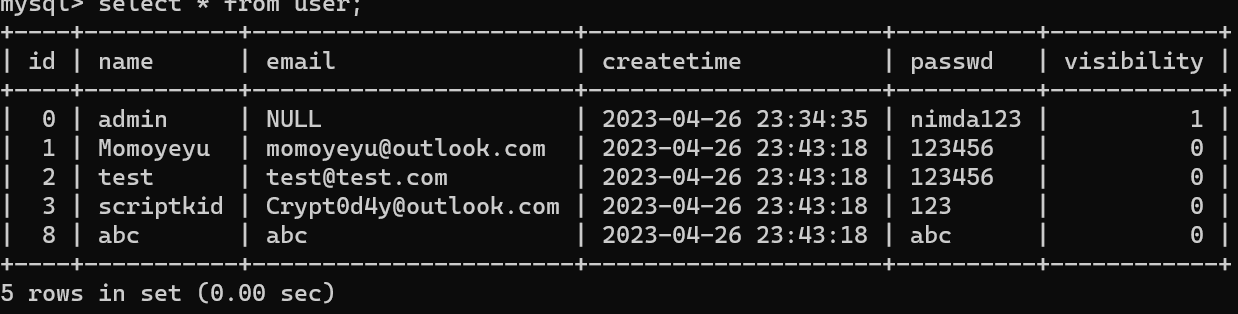 mysql> select * from user;
+----+-----------+------------------------+---------------------+----------+------------+
| id | name      | email                  | createtime          | passwd   | visibility |
+----+-----------+------------------------+---------------------+----------+------------+
|  0 | admin     | NULL                   | 2023-04-26 23:34:35 | nimda123 |          1 |
|  1 | Momoyeyu  | momoyeyu@outlook.com   | 2023-04-26 23:43:18 | 123456   |          0 |
|  2 | test      | test@test.com          | 2023-04-26 23:43:18 | 123456   |          0 |
|  3 | scriptkid | Crypt0d4y@outlook.com  | 2023-04-26 23:43:18 | 123      |          0 |
|  8 | abc       | abc                    | 2023-04-26 23:43:18 | abc      |          0 |
+----+-----------+------------------------+---------------------+----------+------------+
5 rows in set (0.00 sec)